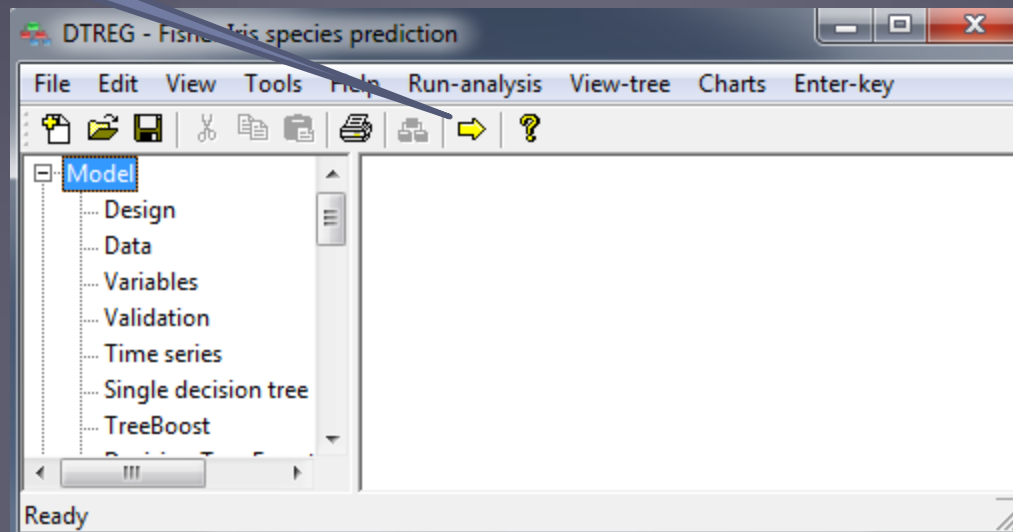 DTREG - Fisher Iris species prediction
File Edit View Tools Help Run-analysis View-tree Charts Enter-key
Model
Design
Data
Variables
Validation
Time series
Single decision tree
TreeBoost
Ready